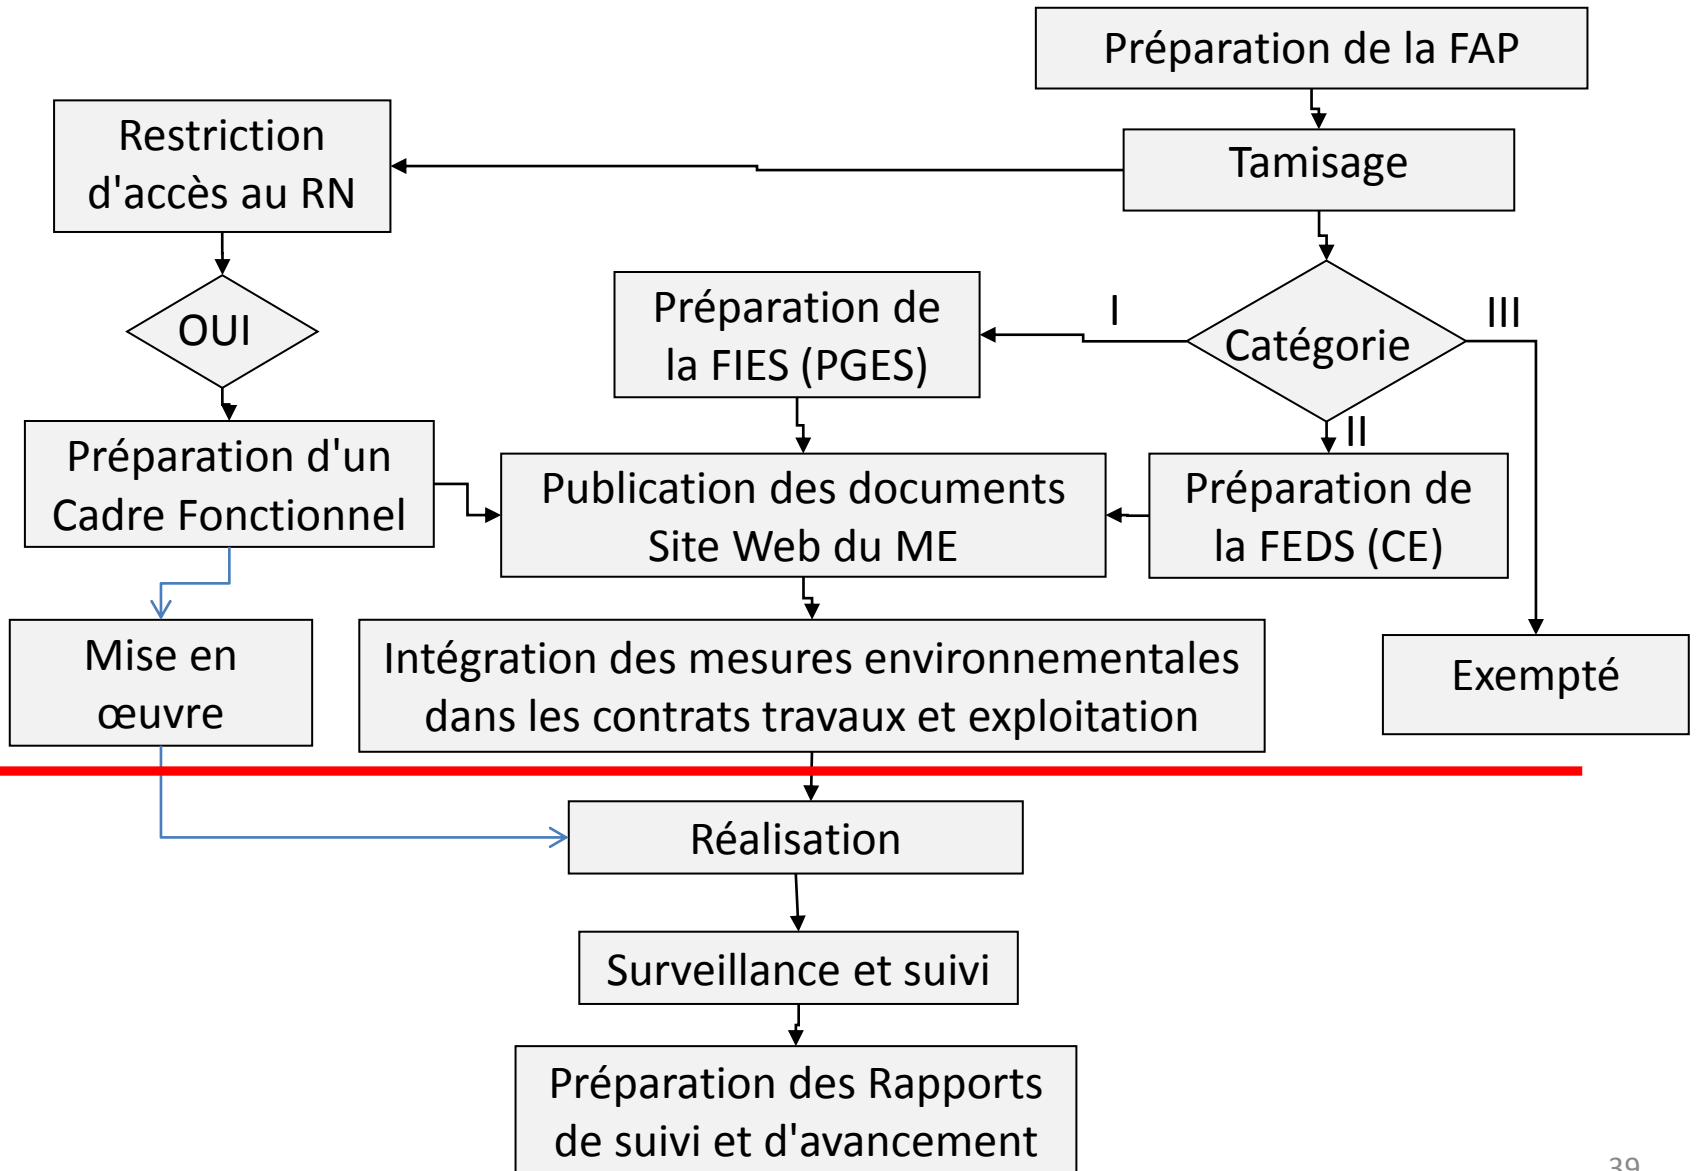 Préparation de la FAP
Restriction
d'accès au RN
Tamisage
OUI
Préparation de
la FIES (PGES)
I
Catégorie
III
II
Préparation d'un
Cadre Fonctionnel
Publication des documents
Site Web du ME
Préparation de
la FEDS (CE)
Mise en
œuvre
Intégration des mesures environnementales
dans les contrats travaux et exploitation
Exempté
Réalisation
Surveillance et suivi
Préparation des Rapports
de suivi et d'avancement
39